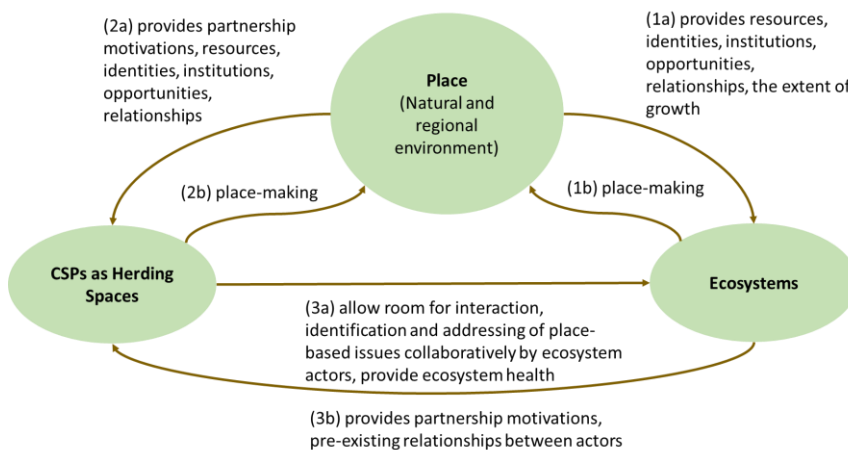 (2a) provides partnership
motivations, resources,
identities, institutions,
opportunities,
relationships
(1a) provides resources,
identities, institutions,
opportunities,
relationships, the extent of
growth
Place
(Natural and
regional
environment)
(2b) place-making
(1b) place-making
CSPs as Herding
Spaces
Ecosystems
(3a) allow room for interaction,
identification and addressing of place-
based issues collaboratively by ecosystem
actors, provide ecosystem health
(3b) provides partnership motivations,
pre-existing relationships between actors